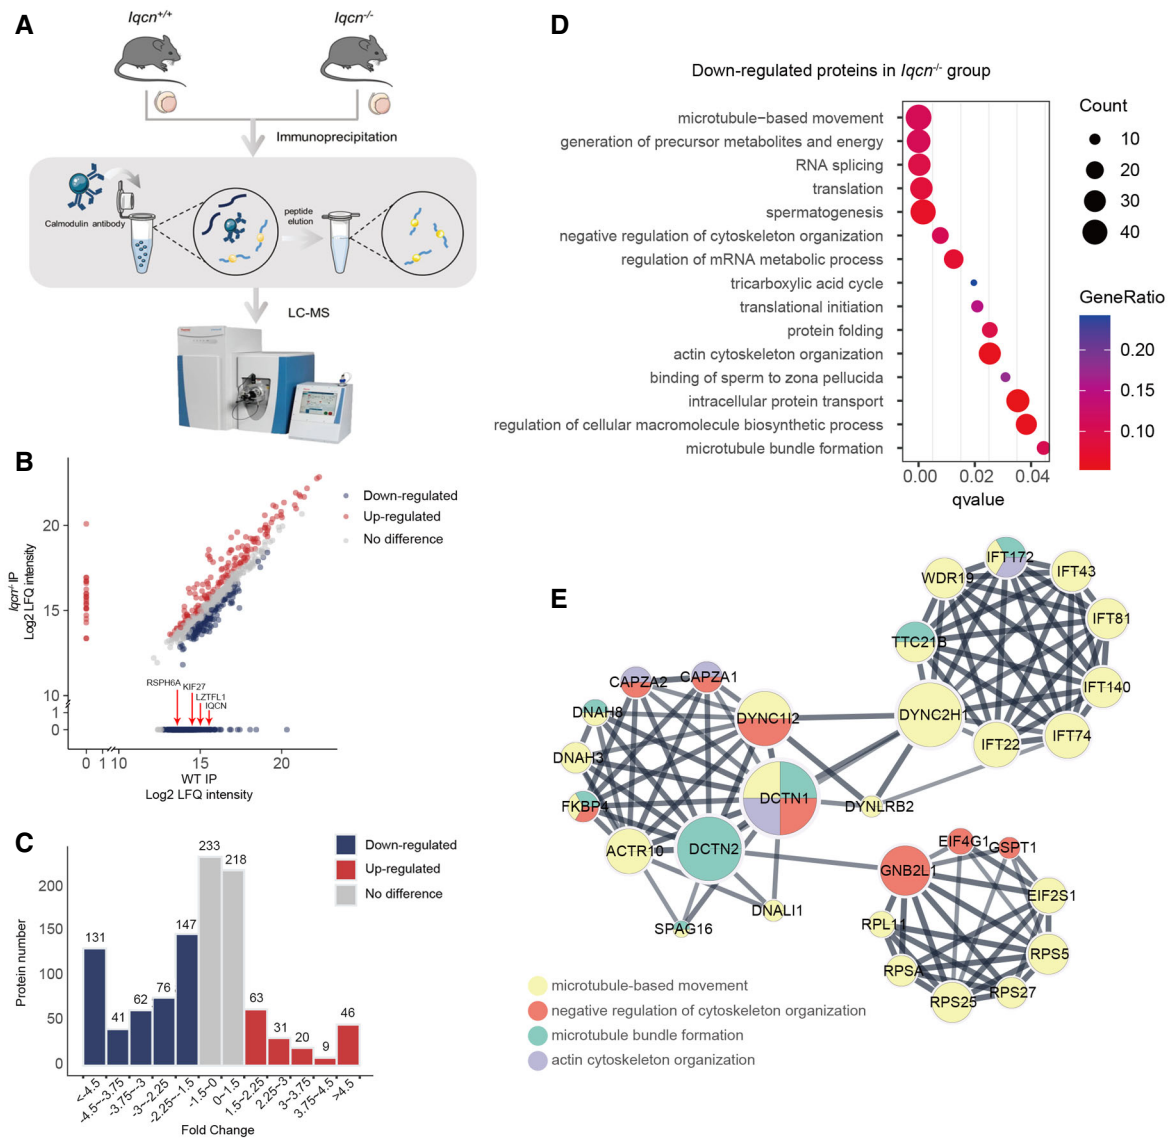 A
Iqcn+/+
Iqcn-/-
Immunoprecipitation
Calmodulin antibody
peptide
elution
LC-MS
B
Down-regulated
Up-regulated
No difference
Iqcn-/- IP
Log2 LFQ intensity
20
15
10
1
0
RSPH6A
KIF27
LZTFL1
IQCN
0
1
10
15
20
WT IP
Log2 LFQ intensity
C
Down-regulated
Up-regulated
No difference
Protein number
200
150
100
50
0
131
41
62
76
147
233
218
63
31
20
9
46
<-4.5
-4.5~-3.75
-3.75~-3
-3~-2.25
-2.25~-1.5
-1.5~0
0~1.5
1.5~2.25
2.25~3
3~3.75
3.75~4.5
>4.5
Fold Change
D
Down-regulated proteins in Iqcn-/- group
microtubule−based movement
generation of precursor metabolites and energy
RNA splicing
translation
spermatogenesis
negative regulation of cytoskeleton organization
regulation of mRNA metabolic process
tricarboxylic acid cycle
translational initiation
protein folding
actin cytoskeleton organization
binding of sperm to zona pellucida
intracellular protein transport
regulation of cellular macromolecule biosynthetic process
microtubule bundle formation
0.00
0.02
0.04
qvalue
Count
10
20
30
40
GeneRatio
0.20
0.15
0.10
E
IFT172
WDR19
IFT43
TTC21B
IFT81
IFT140
DYNC2H1
IFT22
IFT74
CAPZA2
CAPZA1
DNAH8
DYNC1I2
DNAH3
DCTN1
FKBP4
DYNLRB2
ACTR10
DCTN2
SPAG16
DNALI1
EIF4G1
GSPT1
GNB2L1
EIF2S1
RPL11
RPS5
RPSA
RPS27
RPS25
microtubule-based movement
negative regulation of cytoskeleton organization
microtubule bundle formation
actin cytoskeleton organization